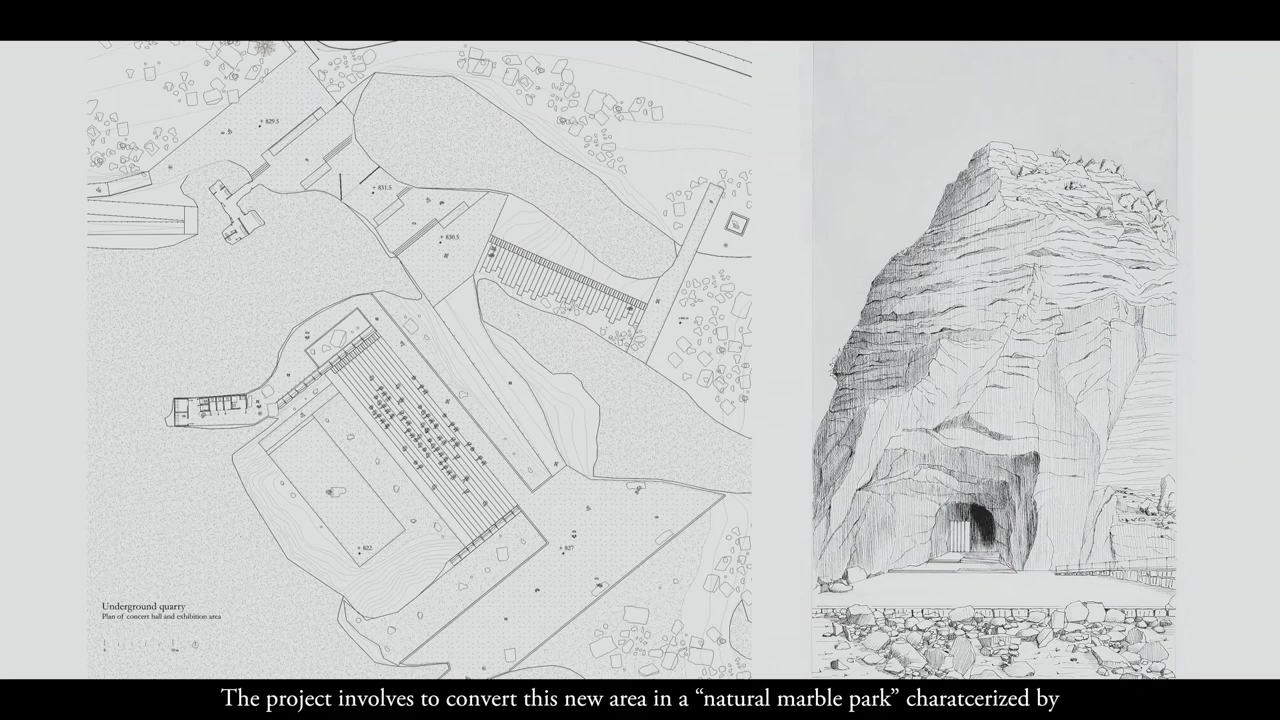 + 829.5
+ 831.5
+ 830.5
+ 822
+ 827
Underground quarry
Plan of concert hall and exhibition area
The project involves to convert this new area in a “natural marble park” charatcerized by